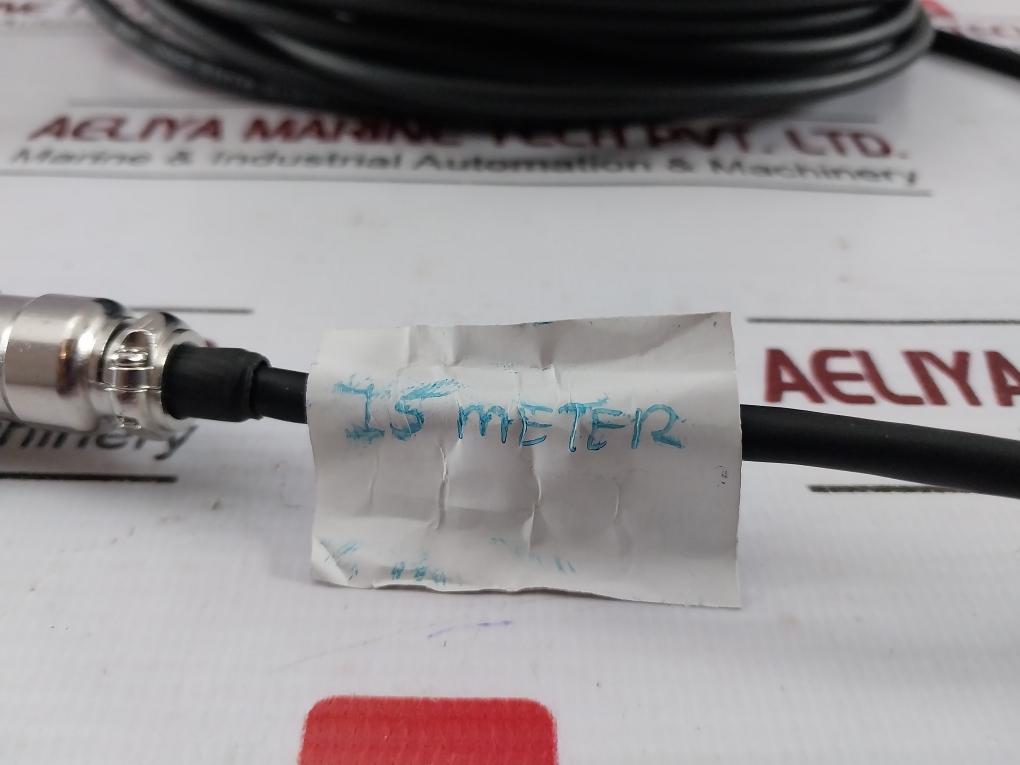 AELIYA MARINE TECH PVT. LTD.
Marine & Industrial Automation & Machinery
15 METER
AELIYA